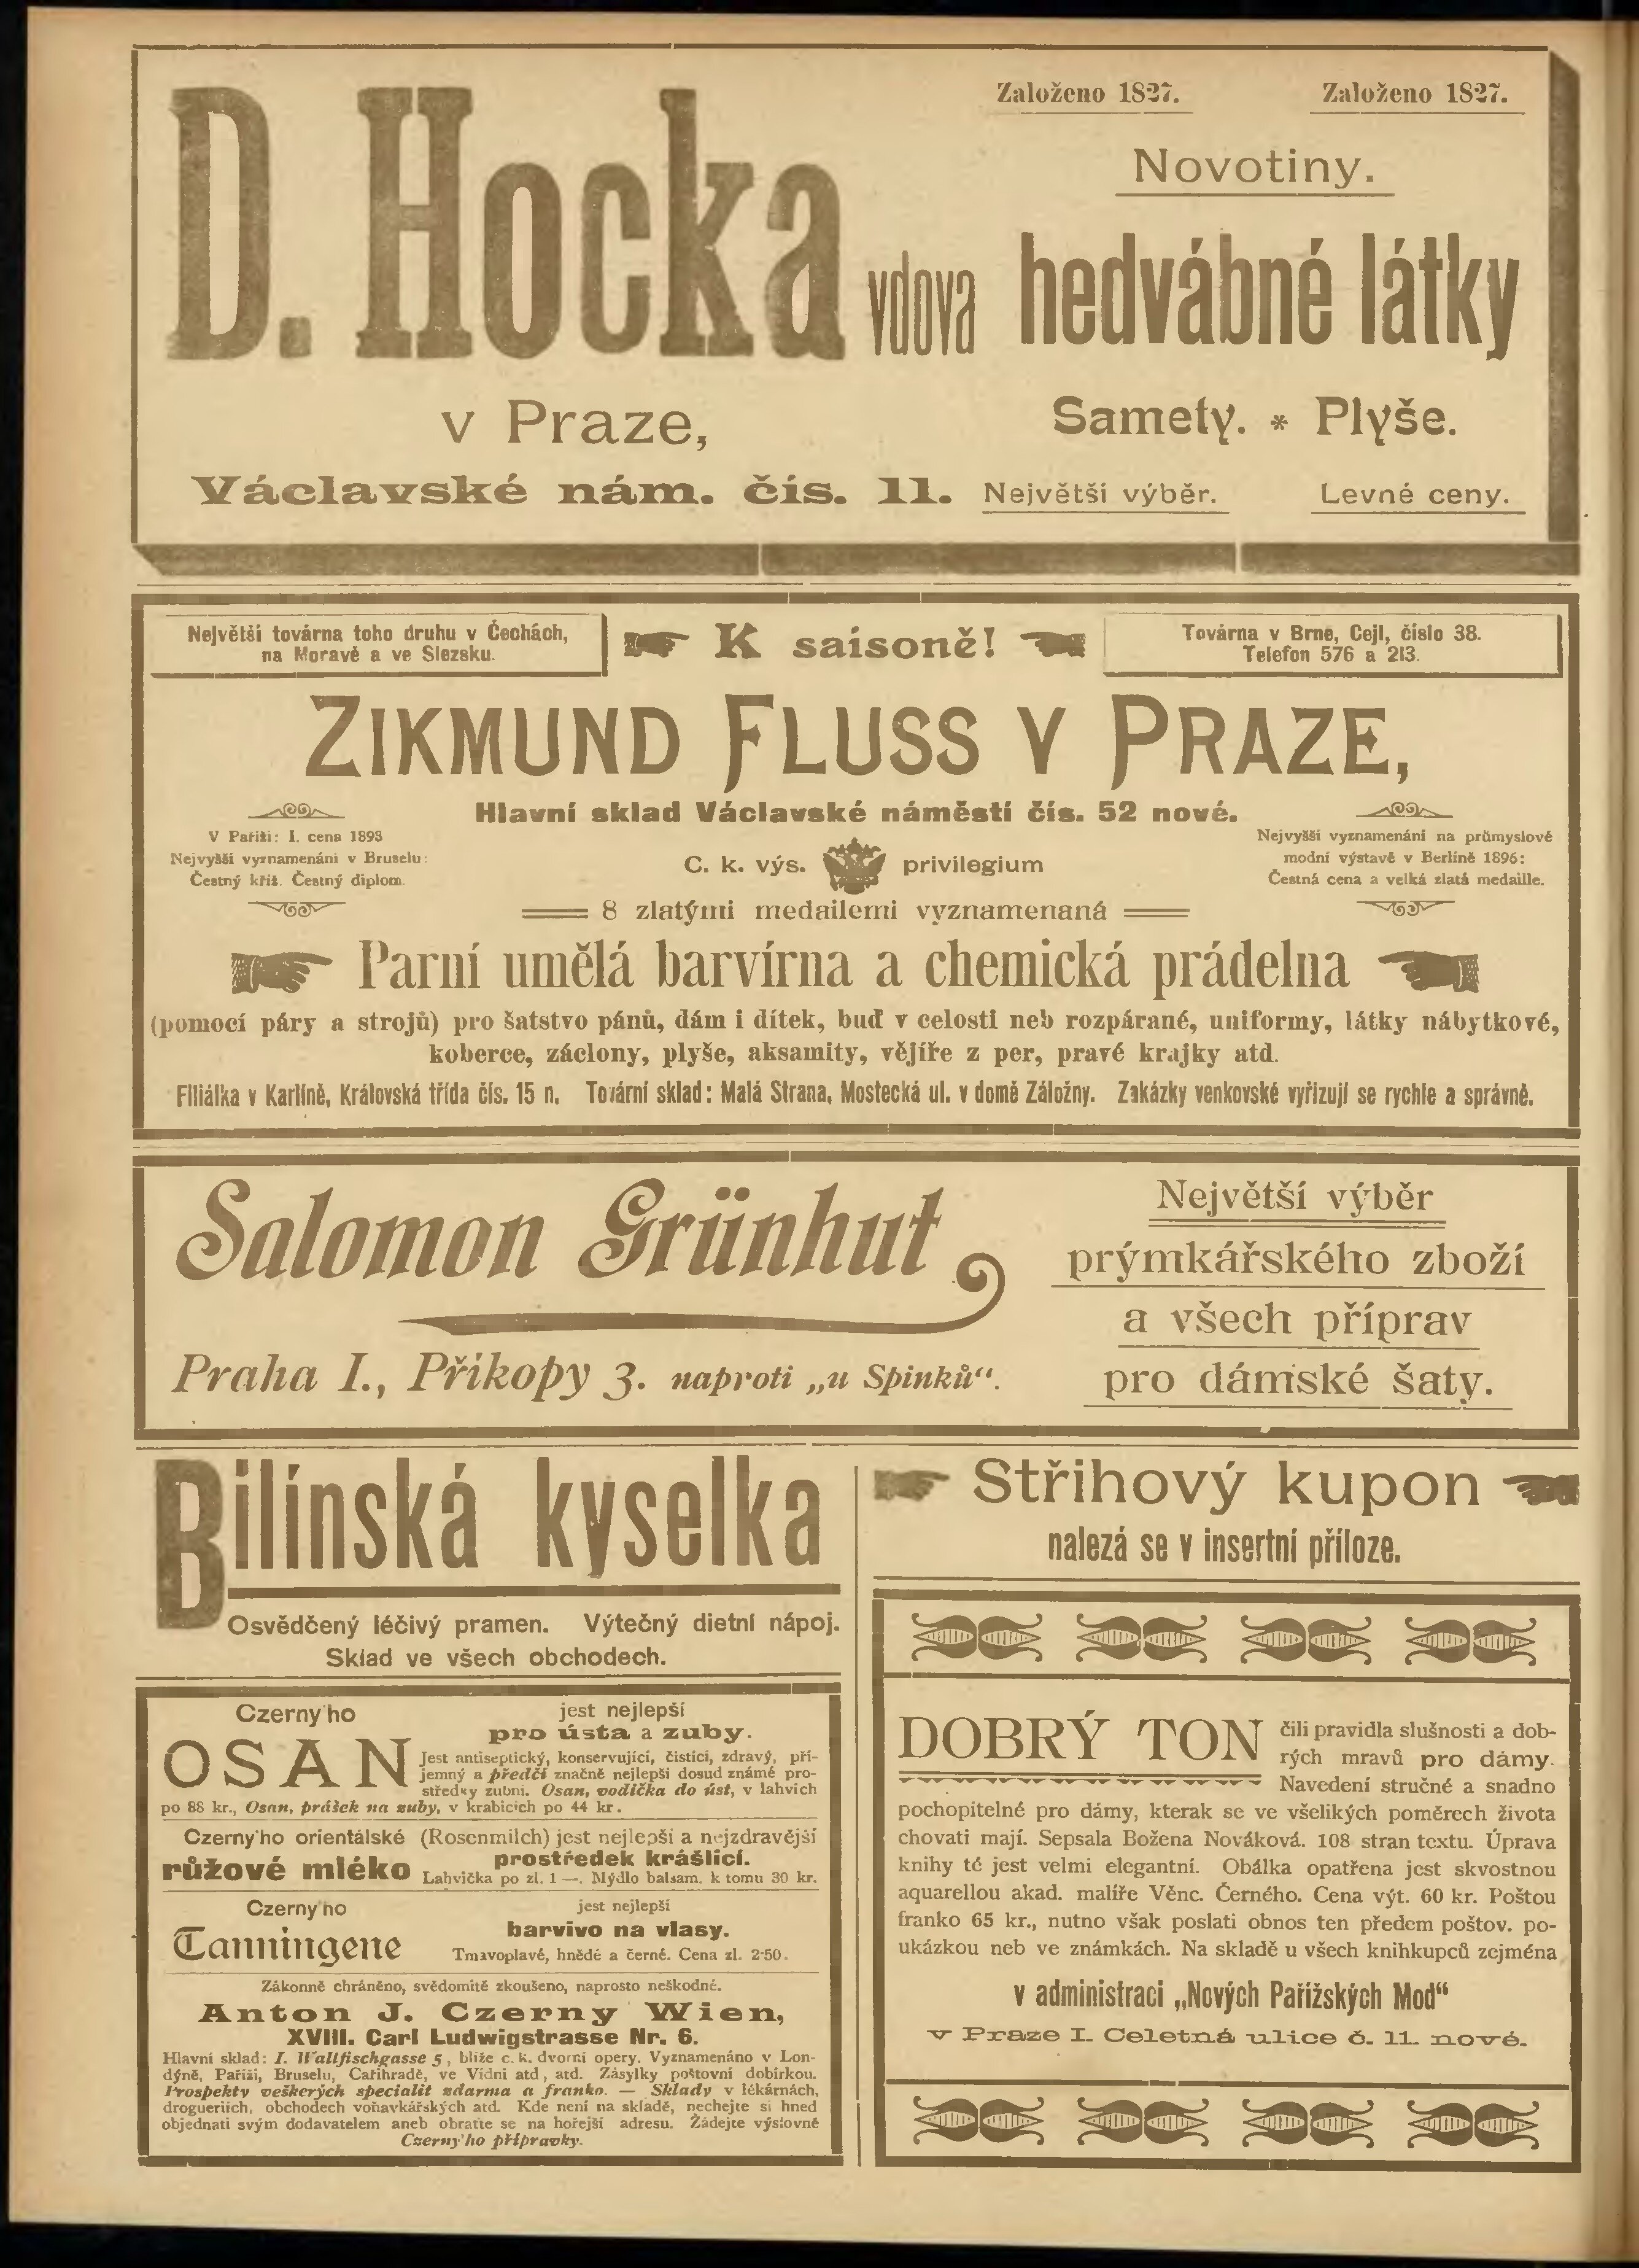 Založeno 1827.
Založeno 1827.
D. Hocka vdova
v Praze,
Václavské nám. čís. 11.
Novotiny.
hedvábné látky
Samety. * Plyše.
Největši výběr.
Levné ceny.
Největši továrna toho druhu v Čechách,
na Moravě a ve Slezsku.
K saisoně!
Továrna v Brne, Cejl, číslo 38.
Telefon 576 a 213.
ZIKMUND FLUSS V PRAZE,
Hlavní sklad Václavské náměstí čís. 52 nové.
V Paříži: I. cena 1893
Nejvyšší vyznamenání v Bruselu:
Čestný kříž. Čestný diplom.
C. k. výs. privilegium
Nejvyšší vyznamenání na průmyslové
modní výstavě v Berlíně 1896:
Čestná cena a velká zlatá medaille.
8 zlatými medailemi vyznamenaná
Parní umělá barvírna a chemická prádelna
(pomocí páry a strojů) pro šatstvo pánů, dám i dítek, buď v celosti neb rozpárané, uniformy, látky nábytkové,
koberce, záclony, plyše, aksamity, vějíře z per, pravé krajky atd.
Filiálka v Karlíně, Královská třída čís. 15 n. Tovární sklad: Malá Strana, Mostecká ul. v domě Záložny. Zakázky venkovské vyřizují se rychle a správně.
Salomon Grünhut
Praha I., Příkopy 3. naproti „u Spinků“.
Největší výběr
prýmkářského zboží
a všech příprav
pro dámské šaty.
Bilínská kyselka
Osvědčený léčivý pramen. Výtečný dietní nápoj.
Sklad ve všech obchodech.
Střihový kupon
nalezá se v insertní příloze.
Czerny'ho
OSAN
jest nejlepší
pro ústa a zuby.
Jest antiseptický, konservující, čistící, zdravý, pří-
jemný a předčí značně nejlepší dosud známé pro-
středky zubní. Osan, vodička do úst, v lahvich
po 88 kr., Osan, prášek na zuby, v krabicích po 44 kr.
Czerny'ho orientálské (Rosenmilch) jest nejlepší a nejzdravější
růžové mléko prostředek krášlicí.
Lahvička po zl. 1 —. Mýdlo balsam. k tomu 30 kr.
Czerny'ho
Tanningene
jest nejlepší
barvivo na vlasy.
Tmavoplavé, hnědé a černé. Cena zl. 2·50.
Zákonně chráněno, svědomitě zkoušeno, naprosto neškodné.
Anton J. Czerny Wien,
XVIII. Carl Ludwigstrasse Nr. 6.
Hlavní sklad: I. Wallfischgasse 5, blíže c. k. dvorní opery. Vyznamenáno v Lon-
dýně, Paříži, Bruselu, Cařihradě, ve Vídni atd, atd. Zásylky poštovní dobírkou.
Prospekty veškerých specialit zdarma a franko. — Sklady v lékárnách,
drogueriich, obchodech voňavkářských atd. Kde není na skladě, nechejte si hned
objednati svým dodavatelem aneb obraťte se na hořejší adresu. Žádejte výslovně
Czerny'ho přípravky.
DOBRÝ TON čili pravidla slušnosti a dob-
rých mravů pro dámy.
Navedení stručné a snadno
pochopitelné pro dámy, kterak se ve všelikých poměrech života
chovati mají. Sepsala Božena Nováková. 108 stran textu. Úprava
knihy té jest velmi elegantní. Obálka opatřena jest skvostnou
aquarellou akad. malíře Věnc. Černého. Cena výt. 60 kr. Poštou
franko 65 kr., nutno však poslati obnos ten předem poštov. po-
ukázkou neb ve známkách. Na skladě u všech knihkupců zejména
v administraci „Nových Pařížských Mod“
v Praze I. Celetná ulice č. 11. nové.